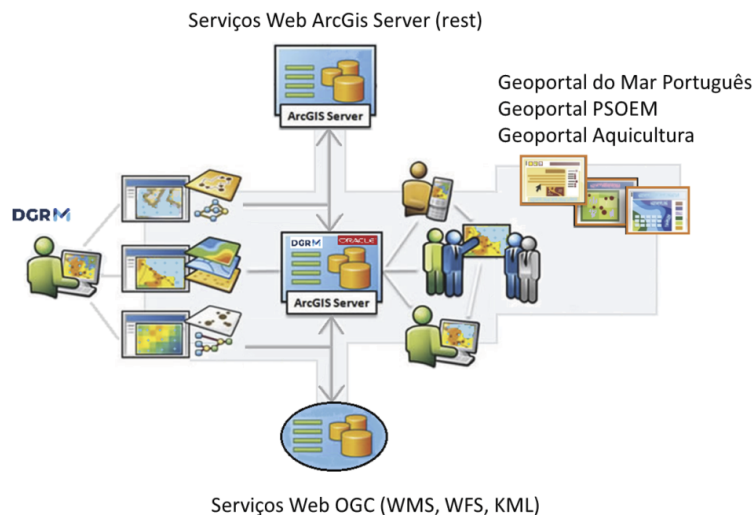 Serviços Web ArcGis Server (rest)
ArcGIS Server
Geoportal do Mar Português
Geoportal PSOEM
Geoportal Aquicultura
DGRM
DGRM
ORACLE
ArcGIS Server
Serviços Web OGC (WMS, WFS, KML)